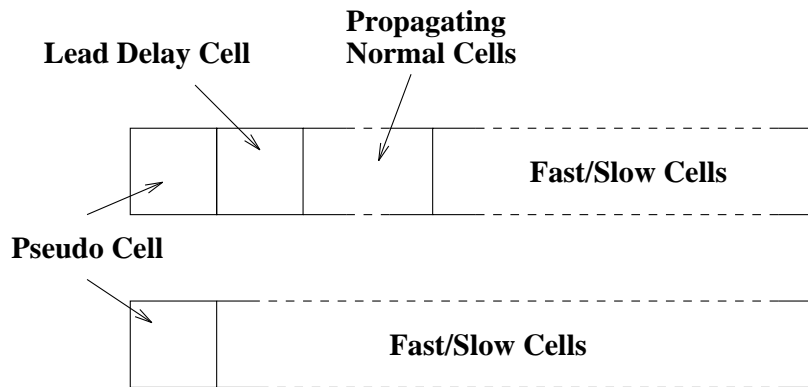 Propagating
Normal Cells
Lead Delay Cell
Fast/Slow Cells
Pseudo Cell
Fast/Slow Cells